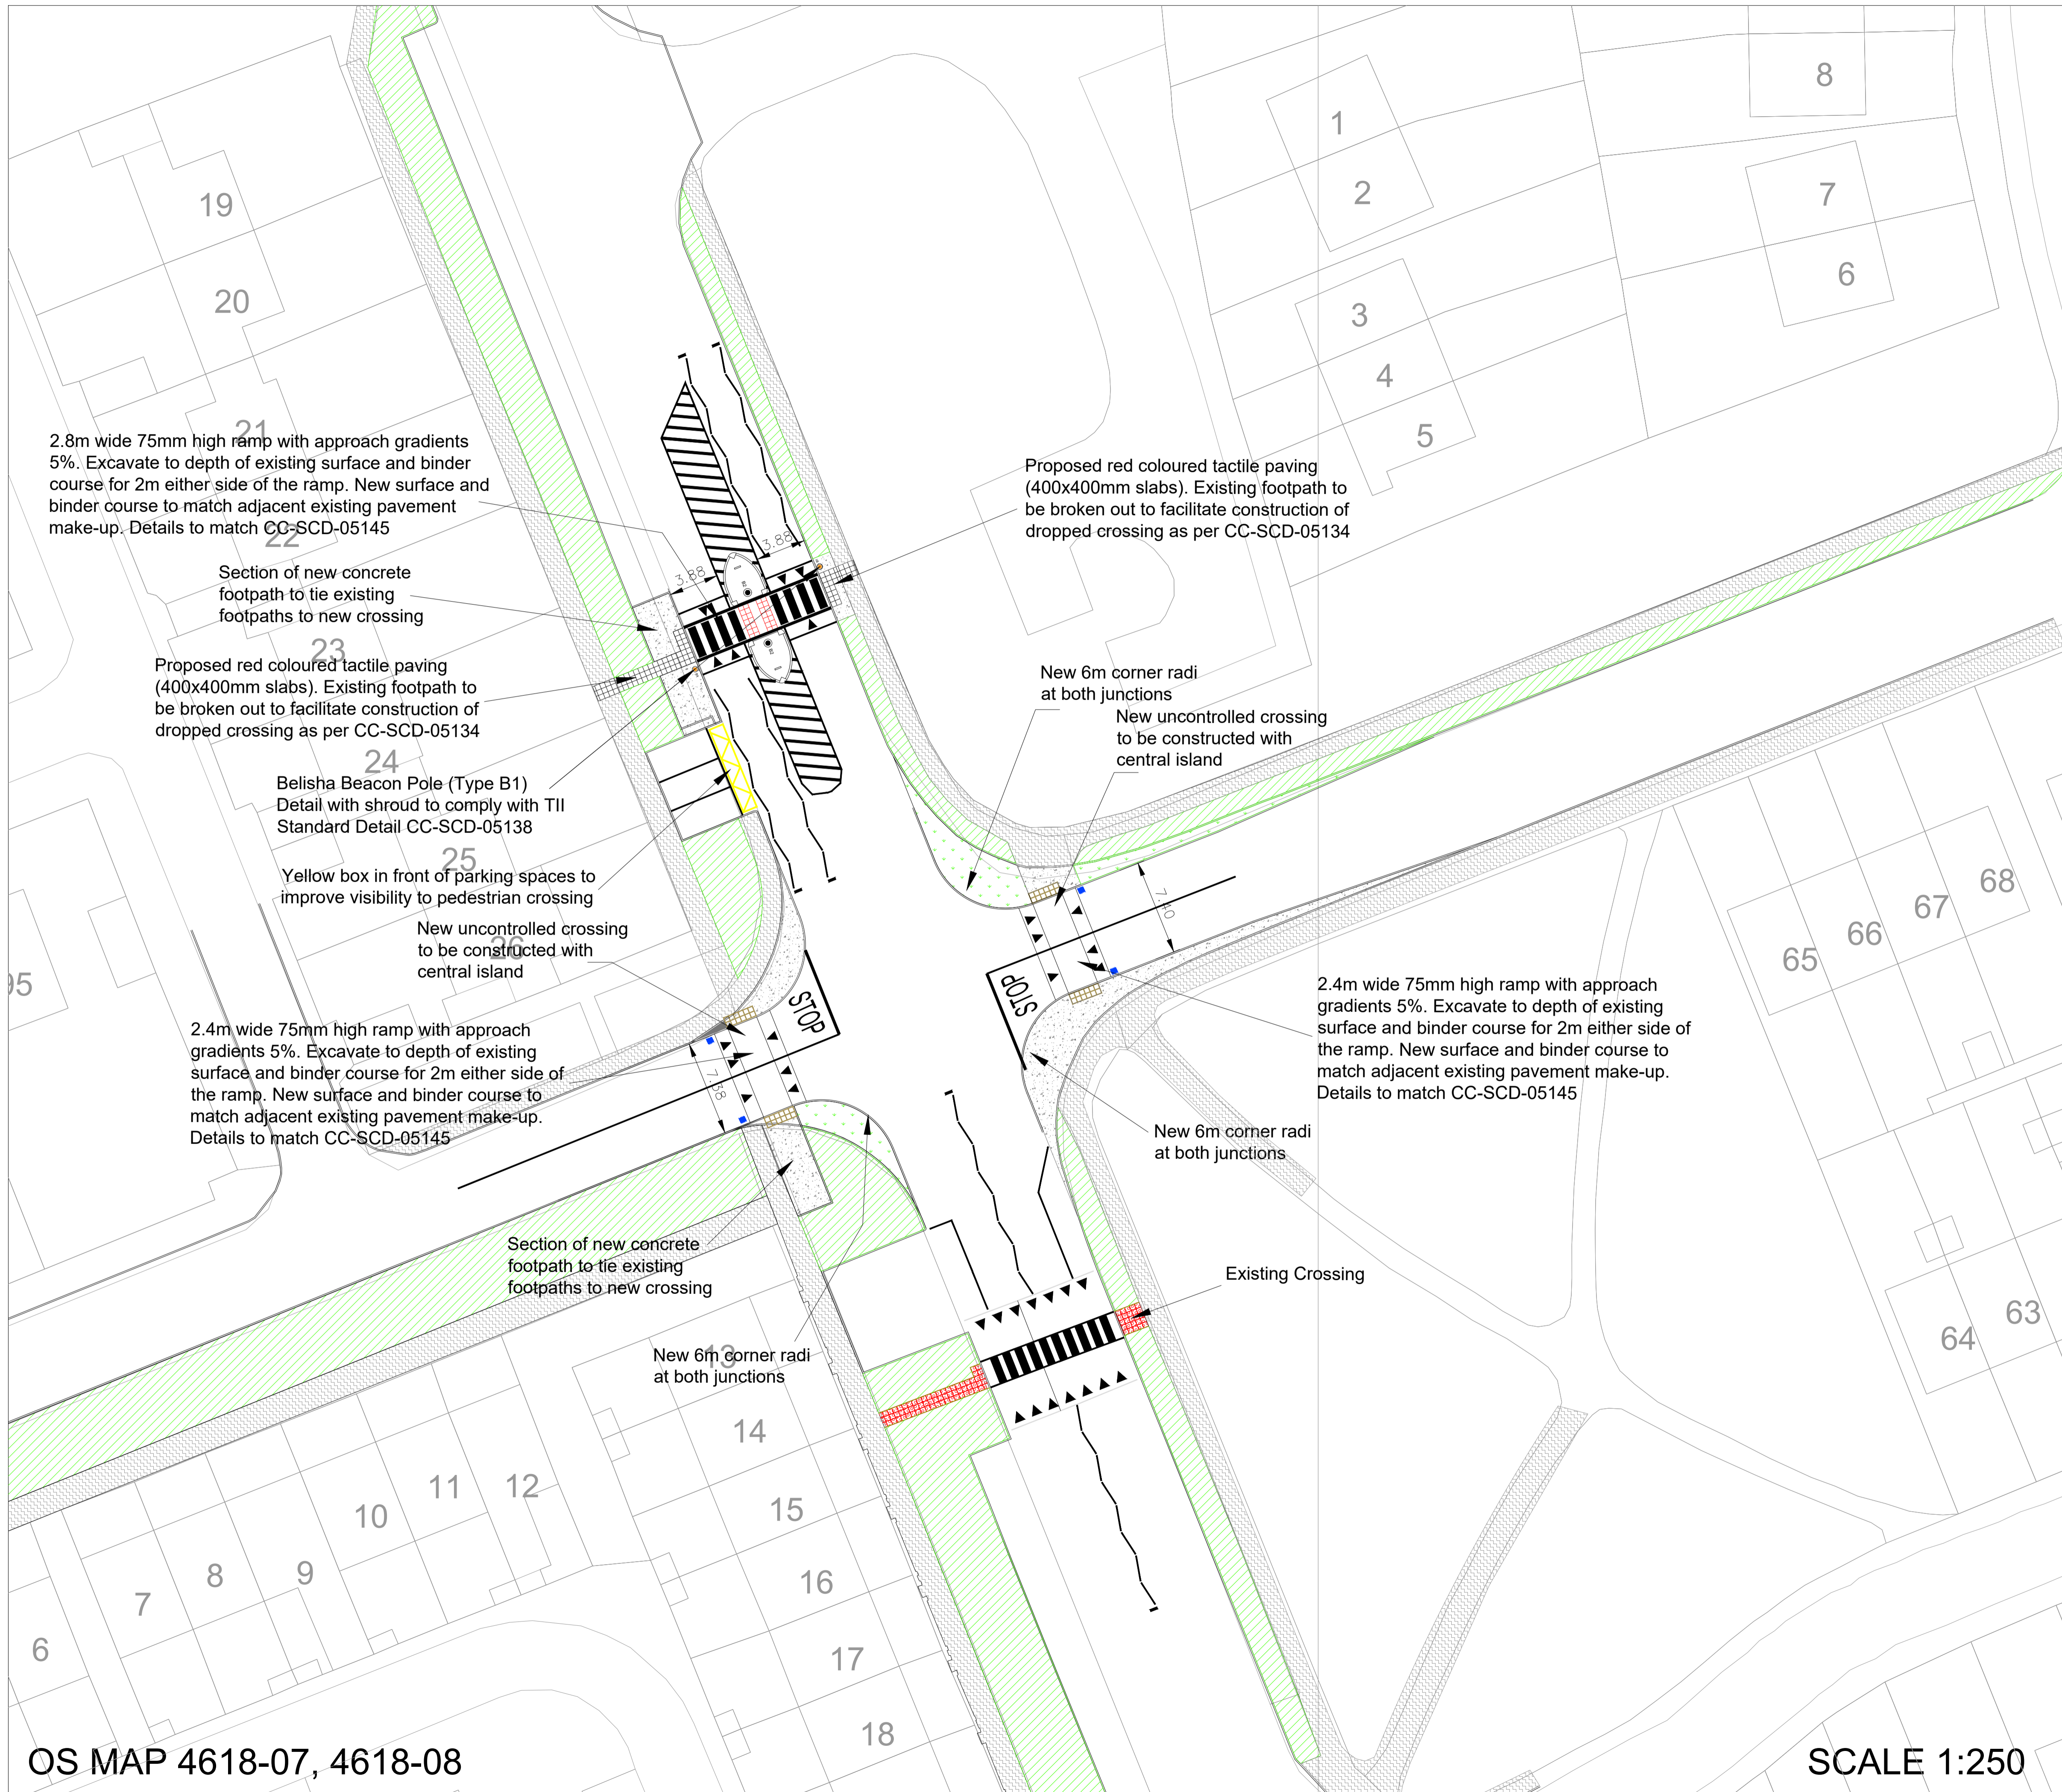 8
1
7
2
19
6
20
3
4
5
21
2.8m wide 75mm high ramp with approach gradients
5%. Excavate to depth of existing surface and binder
course for 2m either side of the ramp. New surface and
binder course to match adjacent existing pavement
make-up. Details to match CC-SCD-05145
22
Proposed red coloured tactile paving
(400x400mm slabs). Existing footpath to
be broken out to facilitate construction of
dropped crossing as per CC-SCD-05134
3.88
3.88
Section of new concrete
footpath to tie existing
footpaths to new crossing
23
Proposed red coloured tactile paving
(400x400mm slabs). Existing footpath to
be broken out to facilitate construction of
dropped crossing as per CC-SCD-05134
New 6m corner radi
at both junctions
New uncontrolled crossing
to be constructed with
central island
24
Belisha Beacon Pole (Type B1)
Detail with shroud to comply with TII
Standard Detail CC-SCD-05138
25
Yellow box in front of parking spaces to
improve visibility to pedestrian crossing
7.40
68
67
66
65
New uncontrolled crossing
to be constructed with
central island
26
95
STOP
STOP
2.4m wide 75mm high ramp with approach
gradients 5%. Excavate to depth of existing
surface and binder course for 2m either side of
the ramp. New surface and binder course to
match adjacent existing pavement make-up.
Details to match CC-SCD-05145
2.4m wide 75mm high ramp with approach
gradients 5%. Excavate to depth of existing
surface and binder course for 2m either side of
the ramp. New surface and binder course to
match adjacent existing pavement make-up.
Details to match CC-SCD-05145
7.38
New 6m corner radi
at both junctions
Section of new concrete
footpath to tie existing
footpaths to new crossing
Existing Crossing
63
64
New 6m corner radi
at both junctions
13
14
12
11
10
15
9
8
7
16
6
17
18
OS MAP 4618-07, 4618-08
SCALE 1:250